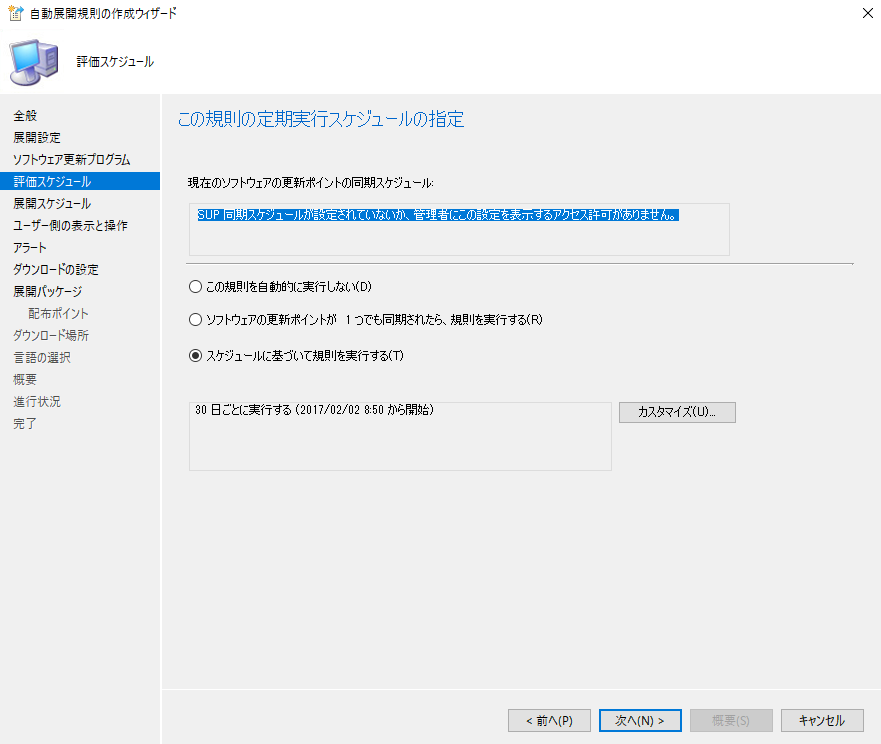 自動展開規則の作成ウィザード
評価スケジュール
全般
展開設定
ソフトウェア更新プログラム
評価スケジュール
展開スケジュール
ユーザー側の表示と操作
アラート
ダウンロードの設定
展開パッケージ
配布ポイント
ダウンロード場所
言語の選択
概要
進行状況
完了
この規則の定期実行スケジュールの指定
現在のソフトウェアの更新ポイントの同期スケジュール:
SUP 同期スケジュールが設定されていないか、管理者にこの設定を表示するアクセス許可がありません。
この規則を自動的に実行しない(D)
ソフトウェアの更新ポイントが 1 つでも同期されたら、規則を実行する(R)
スケジュールに基づいて規則を実行する(T)
30 日ごとに実行する (2017/02/02 8:50 から開始)
カスタマイズ(U)...
< 前へ(P)
次へ(N) >
概要(S)
キャンセル